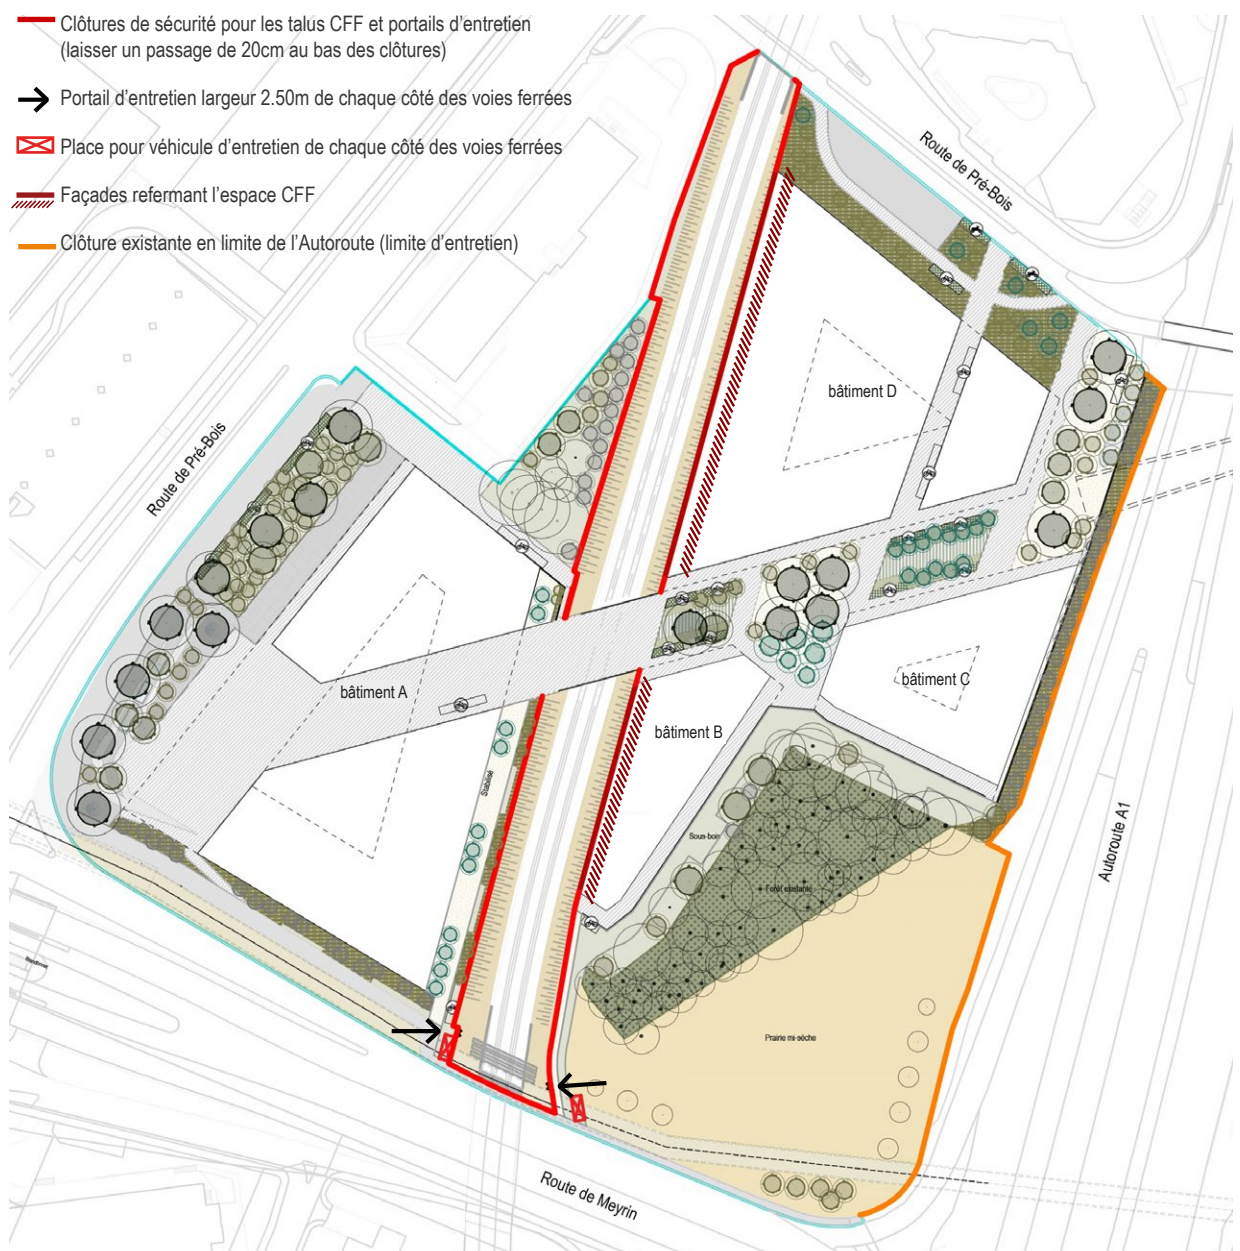 Clôtures de sécurité pour les talus CFF et portails d'entretien
(laisser un passage de 20cm au bas des clôtures)
Portail d'entretien largeur 2.50m de chaque côté des voies ferrées
Place pour véhicule d'entretien de chaque côté des voies ferrées
Façades refermant l'espace CFF
Clôture existante en limite de l'Autoroute (limite d'entretien)
Route de Pré-Bois
bâtiment D
Route de Pré-Bois
bâtiment A
bâtiment C
bâtiment B
Stabilisé
Sous-bois
Autoroute A1
Forêt existante
Prairie mi-sèche
Route de Meyrin